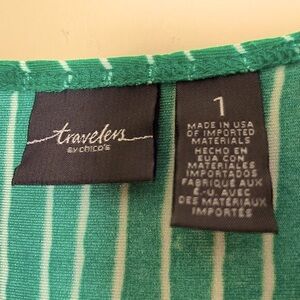 travelers
BY CHICO'S
1
MADE IN USA
OF IMPORTED
MATERIALS
HECHO EN
EUA CON
MATERIALES
IMPORTADOS
FABRIQUÉ AUX
É.-U. AVEC
DES MATÉRIAUX
IMPORTÉS